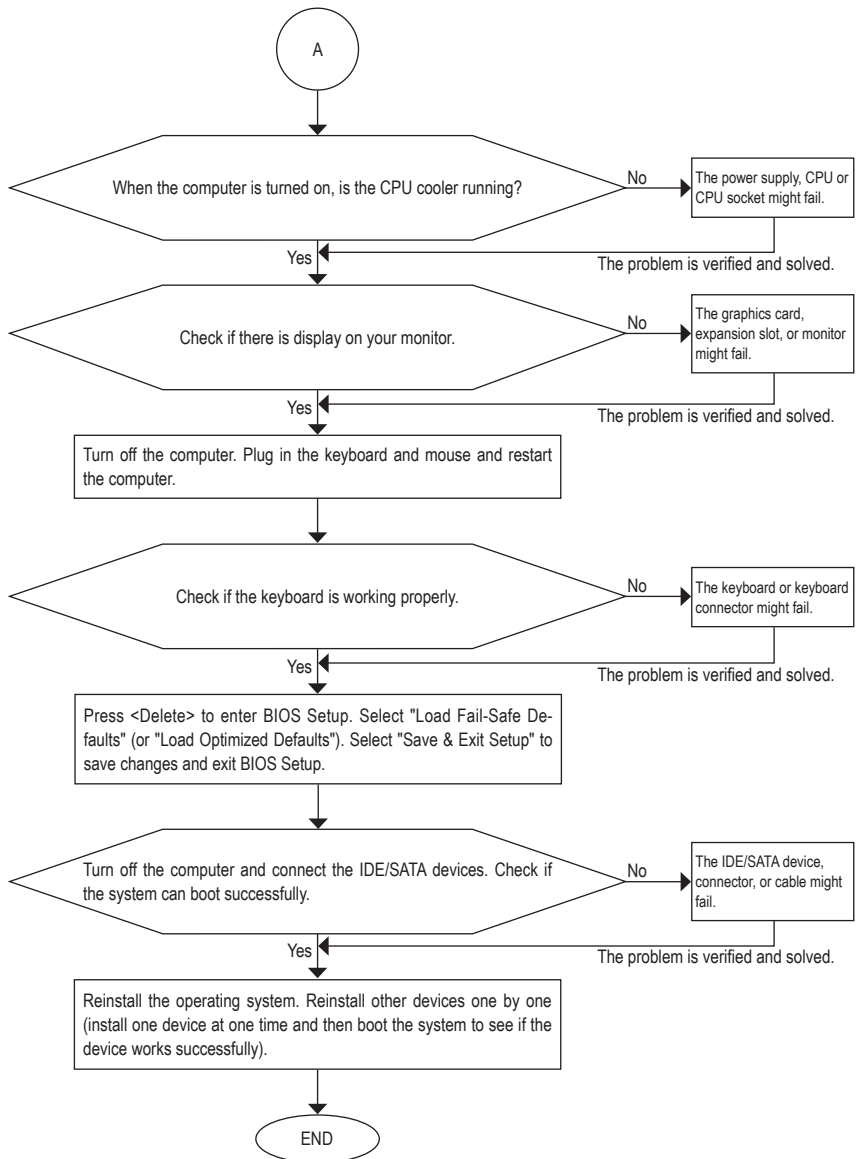 A
When the computer is turned on, is the CPU cooler running?
No
The power supply, CPU or
CPU socket might fail.
Yes
The problem is verified and solved.
Check if there is display on your monitor.
No
The graphics card,
expansion slot, or monitor
might fail.
Yes
The problem is verified and solved.
Turn off the computer. Plug in the keyboard and mouse and restart
the computer.
Check if the keyboard is working properly.
No
The keyboard or keyboard
connector might fail.
Yes
The problem is verified and solved.
Press <Delete> to enter BIOS Setup. Select "Load Fail-Safe De-
faults" (or "Load Optimized Defaults"). Select "Save & Exit Setup" to
save changes and exit BIOS Setup.
Turn off the computer and connect the IDE/SATA devices. Check if
the system can boot successfully.
No
The IDE/SATA device,
connector, or cable might
fail.
Yes
The problem is verified and solved.
Reinstall the operating system. Reinstall other devices one by one
(install one device at one time and then boot the system to see if the
device works successfully).
END